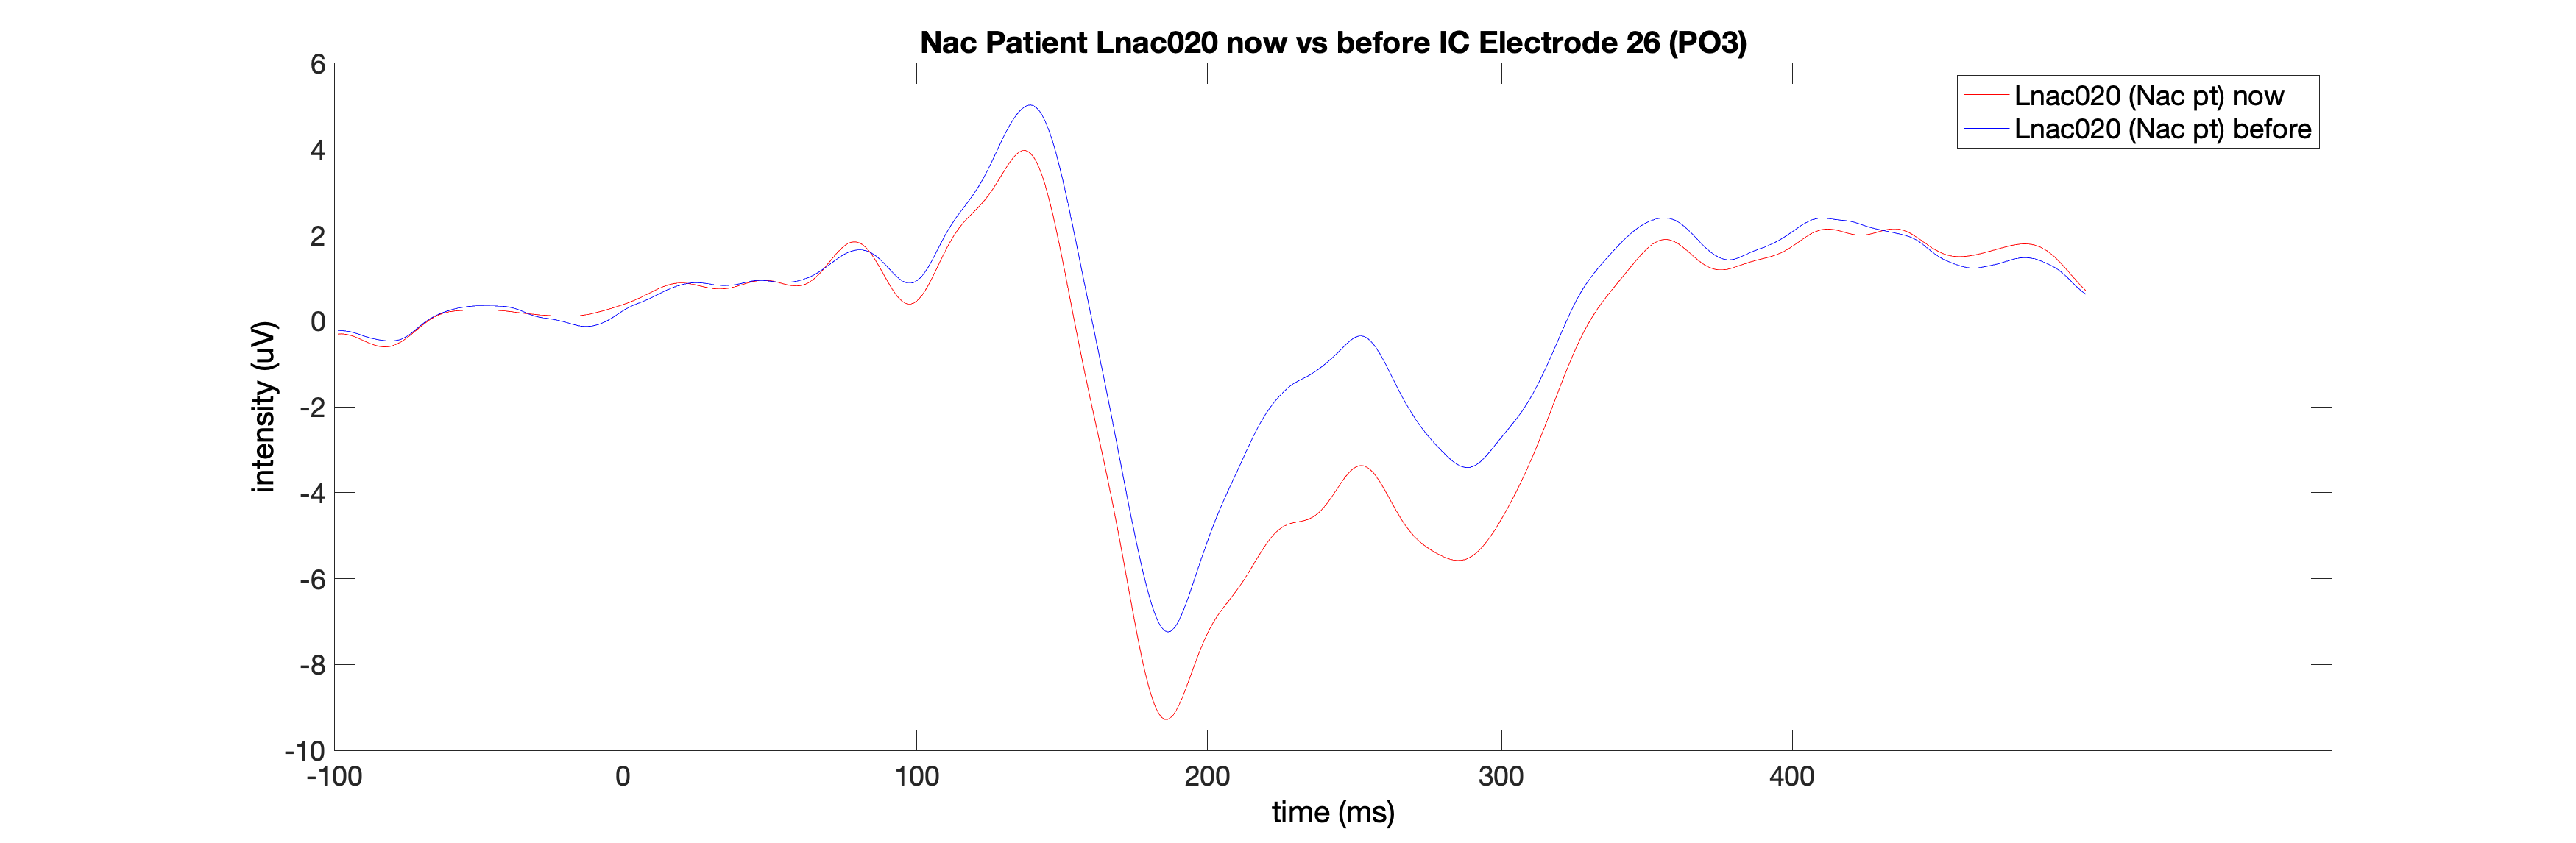 Nac Patient Lnac020 now vs before IC Electrode 26 (PO3)
Lnac020 (Nac pt) now
Lnac020 (Nac pt) before
intensity (uV)
6
4
2
0
-2
-4
-6
-8
-10
-100 0 100 200 300 400
time (ms)